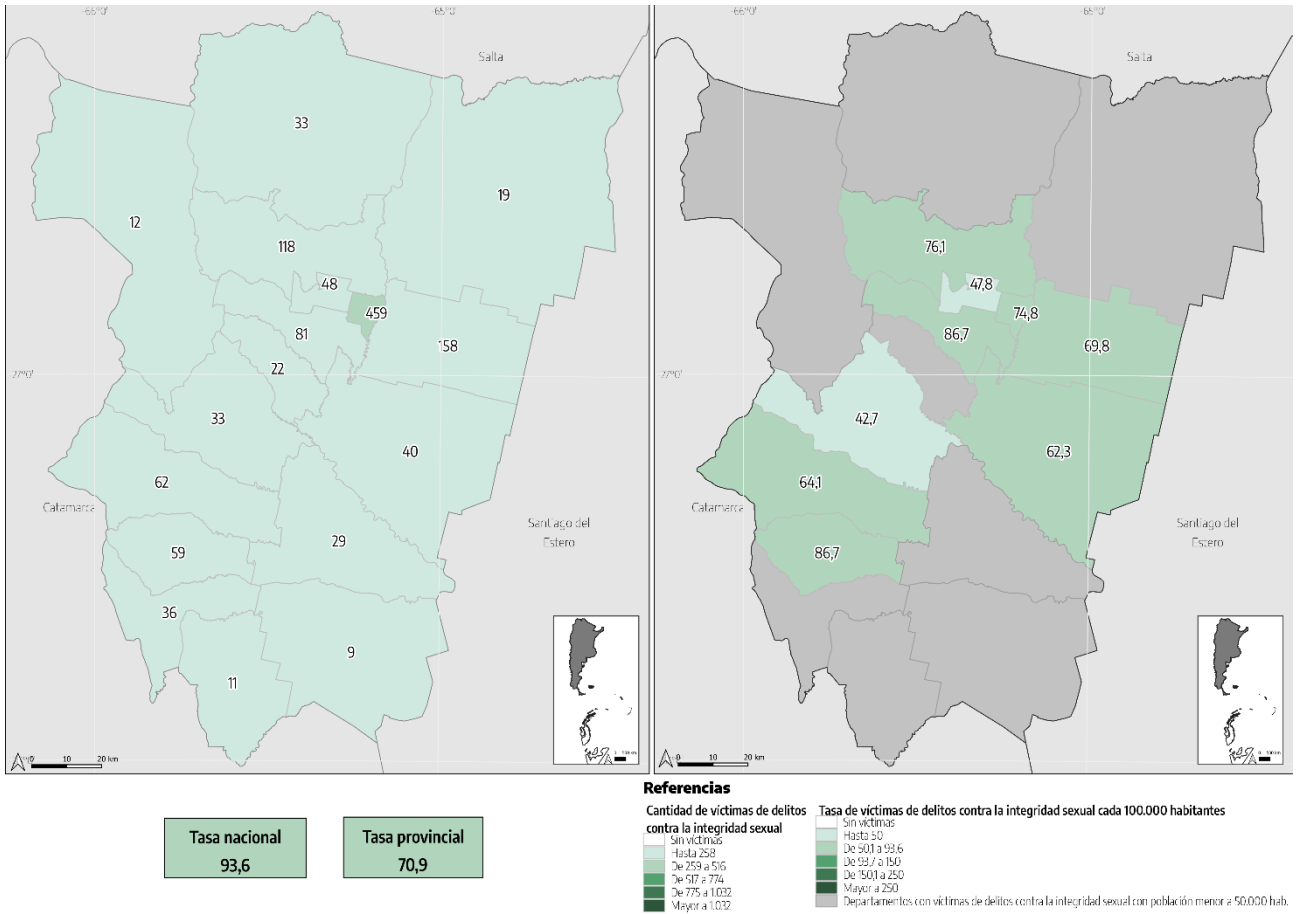 -66°0'
-65°0'
Salta
33
19
12
118
48
459
81
158
22
27°0'
33
40
62
Catamarca
Santiago del
Estero
29
59
36
9
11
0 10 20 km
-66°0'
-65°0'
Salta
76,1
47,8
74,8
86,7
69,8
27°0'
42,7
62,3
64,1
Catamarca
Santiago del
Estero
86,7
0 10 20 km
Referencias
Cantidad de víctimas de delitos
contra la integridad sexual
Sin víctimas
Hasta 258
De 259 a 516
De 517 a 774
De 775 a 1.032
Mayor a 1.032
Tasa de víctimas de delitos contra la integridad sexual cada 100.000 habitantes
Sin víctimas
Hasta 50
De 50,1 a 93,6
De 93,7 a 150
De 150,1 a 250
Mayor a 250
Departamentos con víctimas de delitos contra la integridad sexual con población menor a 50.000 hab.
Tasa nacional
93,6
Tasa provincial
70,9